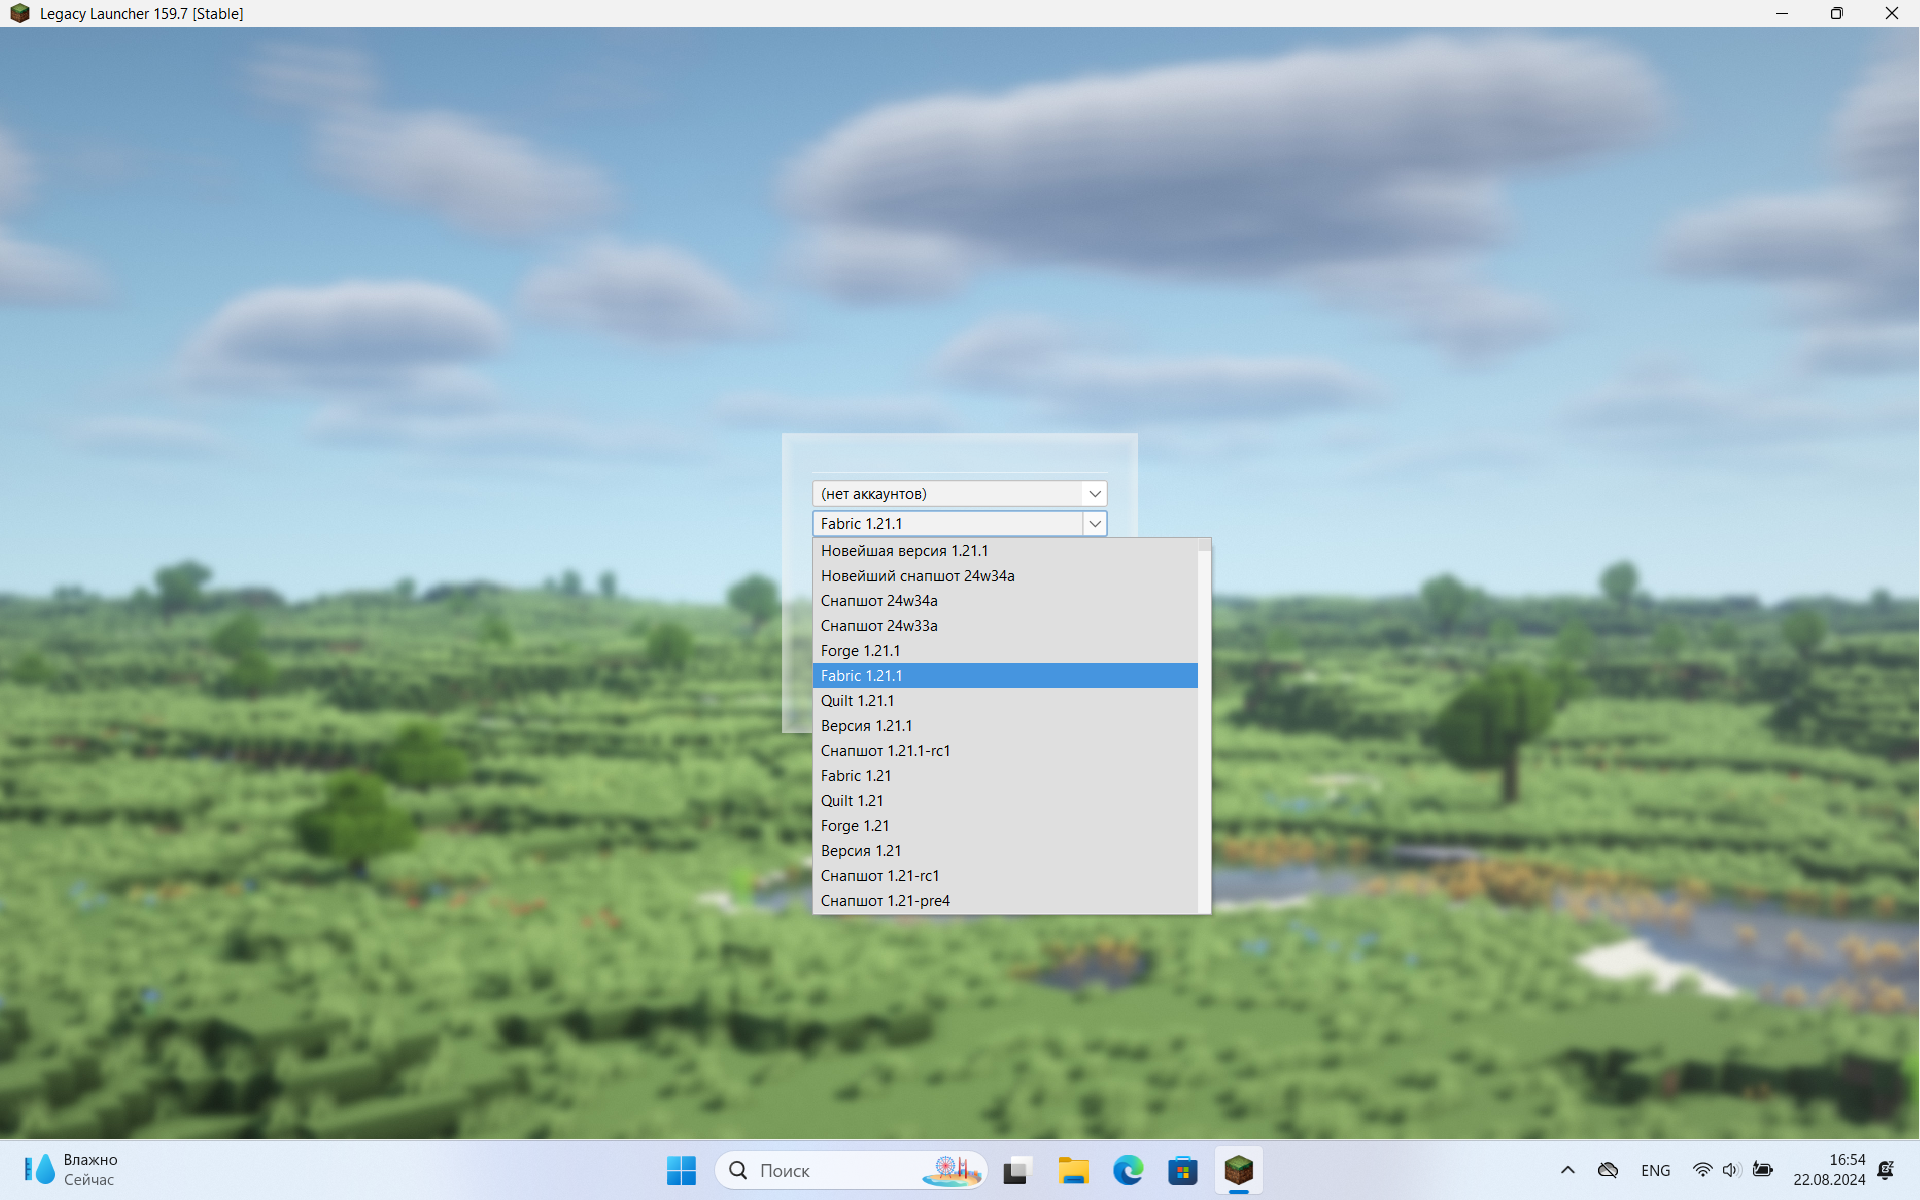 Legacy Launcher 159.7 [Stable]
(нет аккаунтов)
Fabric 1.21.1
Новейшая версия 1.21.1
Новейший снапшот 24w34a
Снапшот 24w34a
Снапшот 24w33a
Forge 1.21.1
Fabric 1.21.1
Quilt 1.21.1
Версия 1.21.1
Снапшот 1.21.1-rc1
Fabric 1.21
Quilt 1.21
Forge 1.21
Версия 1.21
Снапшот 1.21-rc1
Снапшот 1.21-pre4
Влажно
Сейчас
Поиск
ENG
16:54
22.08.2024